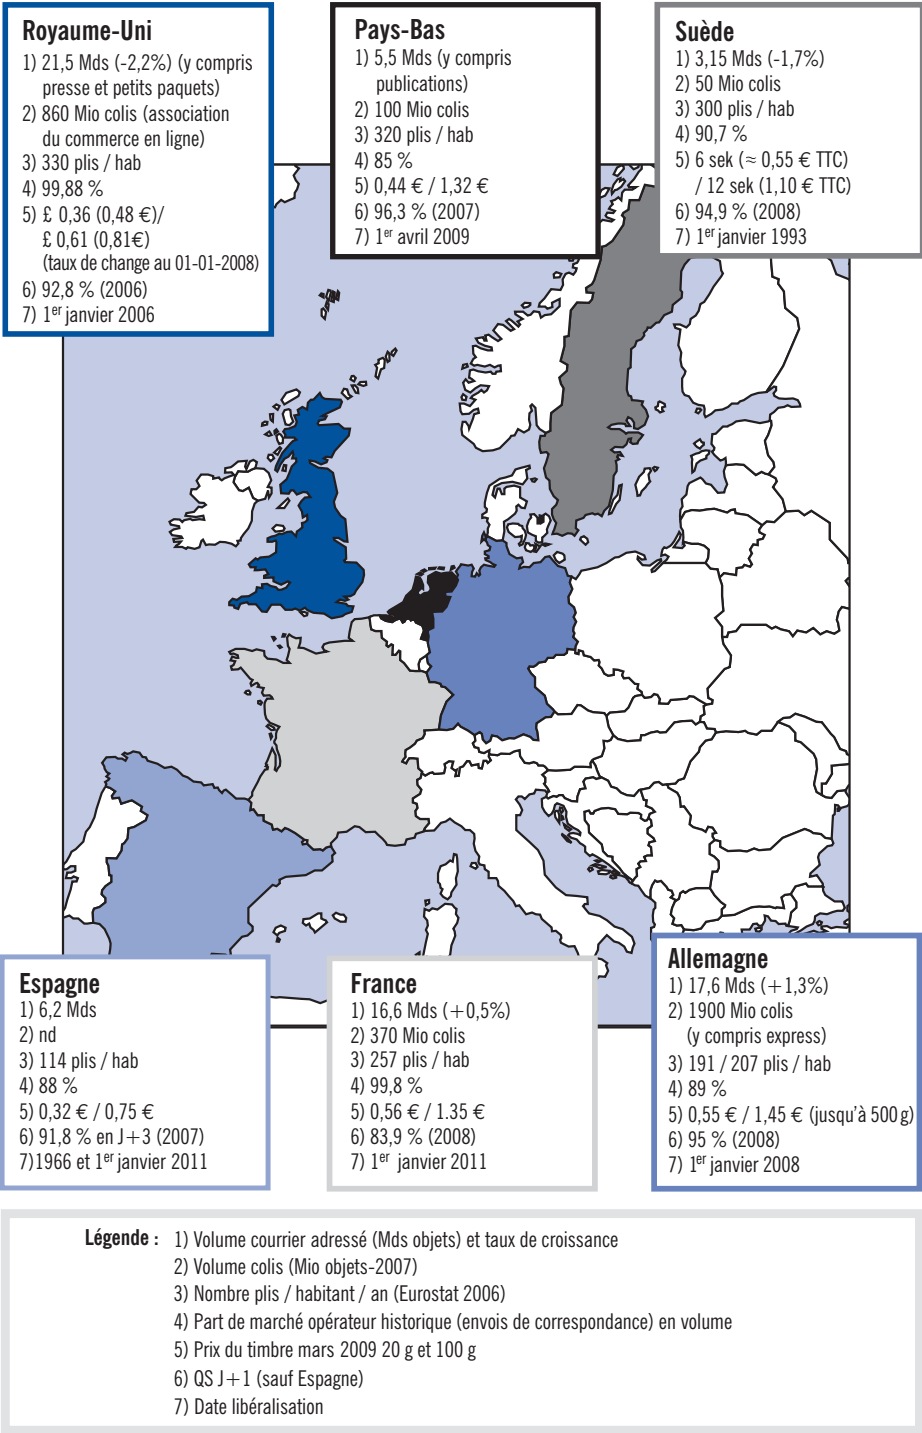 Royaume-Uni
1) 21,5 Mds (-2,2%) (y compris
presse et petits paquets)
2) 860 Mio colis (association
du commerce en ligne)
3) 330 plis / hab
4) 99,88 %
5) £ 0,36 (0,48 €)/
£ 0,61 (0,81€)
(taux de change au 01-01-2008)
6) 92,8 % (2006)
7) 1er janvier 2006
Pays-Bas
1) 5,5 Mds (y compris
publications)
2) 100 Mio colis
3) 320 plis / hab
4) 85 %
5) 0,44 € / 1,32 €
6) 96,3 % (2007)
7) 1er avril 2009
Suède
1) 3,15 Mds (-1,7%)
2) 50 Mio colis
3) 300 plis / hab
4) 90,7 %
5) 6 sek (≈ 0,55 € TTC)
/ 12 sek (1,10 € TTC)
6) 94,9 % (2008)
7) 1er janvier 1993
Espagne
1) 6,2 Mds
2) nd
3) 114 plis / hab
4) 88 %
5) 0,32 € / 0,75 €
6) 91,8 % en J+3 (2007)
7)1966 et 1er janvier 2011
France
1) 16,6 Mds (+0,5%)
2) 370 Mio colis
3) 257 plis / hab
4) 99,8 %
5) 0,56 € / 1.35 €
6) 83,9 % (2008)
7) 1er janvier 2011
Allemagne
1) 17,6 Mds (+1,3%)
2) 1900 Mio colis
(y compris express)
3) 191 / 207 plis / hab
4) 89 %
5) 0,55 € / 1,45 € (jusqu'à 500 g)
6) 95 % (2008)
7) 1er janvier 2008
Légende : 1) Volume courrier adressé (Mds objets) et taux de croissance
2) Volume colis (Mio objets-2007)
3) Nombre plis / habitant / an (Eurostat 2006)
4) Part de marché opérateur historique (envois de correspondance) en volume
5) Prix du timbre mars 2009 20 g et 100 g
6) QS J+1 (sauf Espagne)
7) Date libéralisation